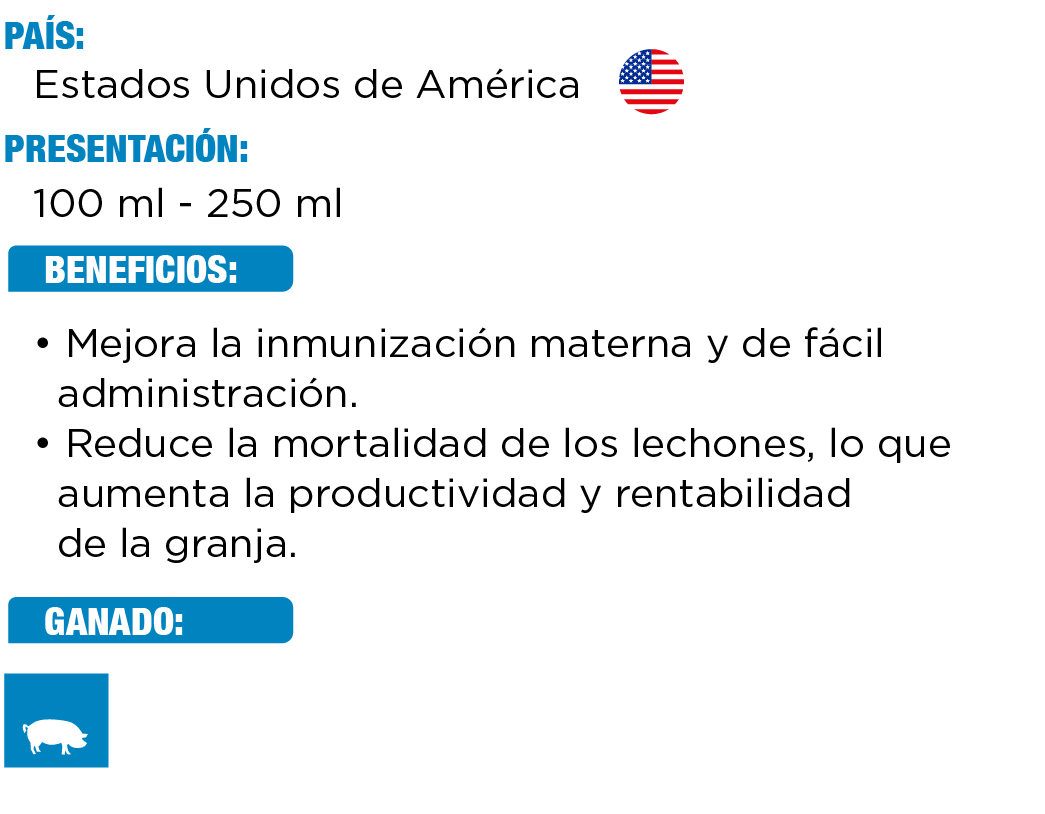 PAÍS:
Estados Unidos de América
PRESENTACIÓN:
100 ml - 250 ml
BENEFICIOS:
• Mejora la inmunización materna y de fácil
administración.
• Reduce la mortalidad de los lechones, lo que
aumenta la productividad y rentabilidad
de la granja.
GANADO: